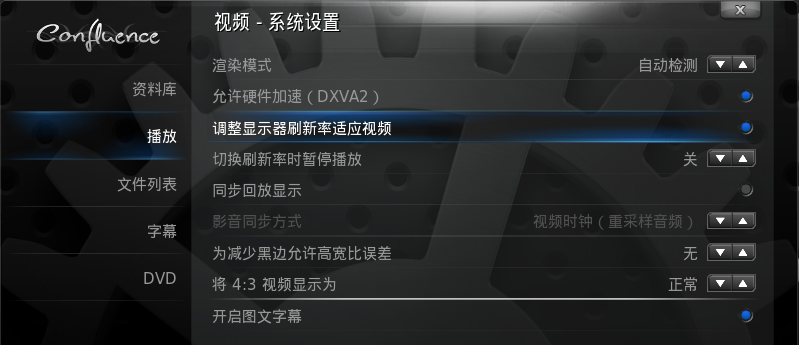 Confluence
视频 - 系统设置
x
资料库
播放
文件列表
字幕
DVD
渲染模式 自动检测
允许硬件加速（DXVA2）
调整显示器刷新率适应视频
切换刷新率时暂停播放 关
同步回放显示
影音同步方式 视频时钟（重采样音频）
为减少黑边允许高宽比误差 无
将 4:3 视频显示为 正常
开启图文字幕